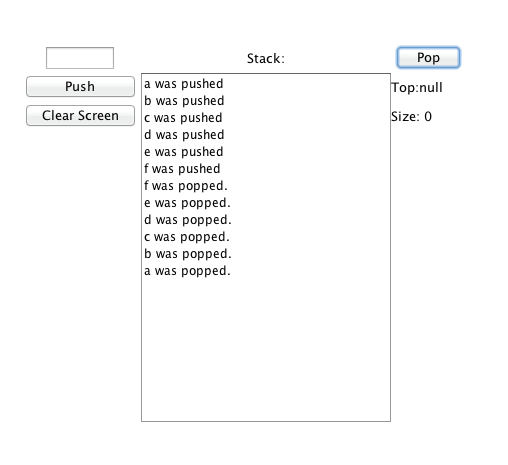 Stack:
Pop
Push
Top:null
Clear Screen
Size: 0
a was pushed
b was pushed
c was pushed
d was pushed
e was pushed
f was pushed
f was popped.
e was popped.
d was popped.
c was popped.
b was popped.
a was popped.